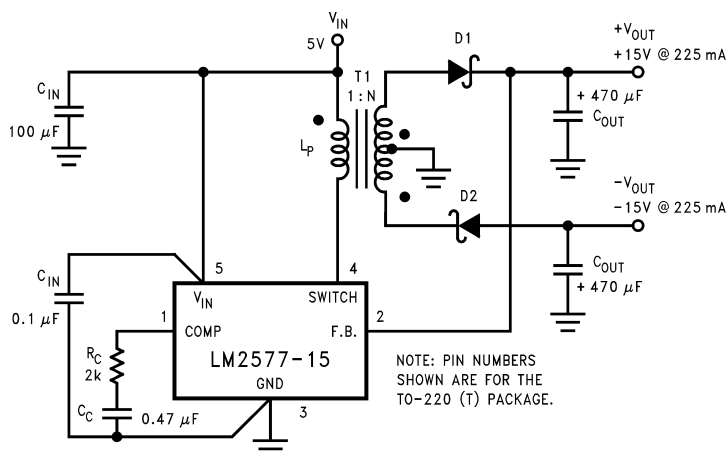 V_IN
5V
C_IN
100 µF
T1
1 : N
L_P
D1
+V_OUT
+15V @ 225 mA
+ 470 µF
C_OUT
D2
-V_OUT
-15V @ 225 mA
C_OUT
+ 470 µF
C_IN
0.1 µF
5
4
V_IN
SWITCH
1
2
COMP
F.B.
R_C
2k
LM2577-15
GND
3
C_C
0.47 µF
NOTE: PIN NUMBERS
SHOWN ARE FOR THE
TO-220 (T) PACKAGE.